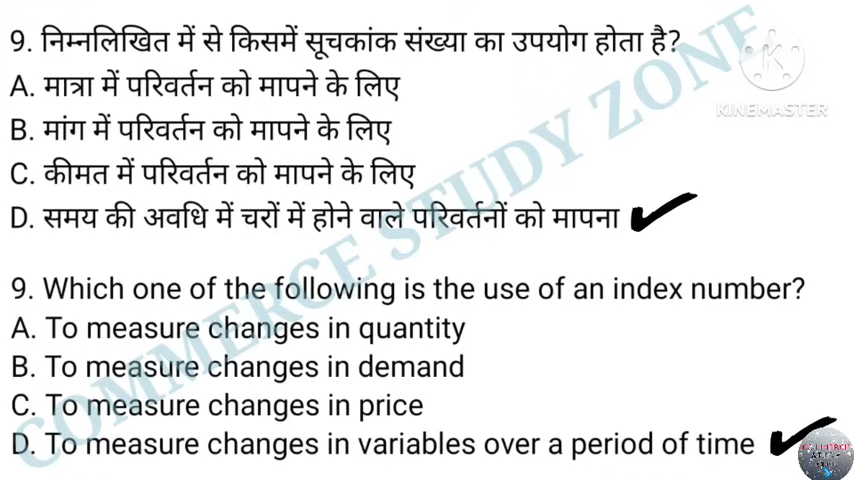 9. निम्नलिखित में से किसमें सूचकांक संख्या का उपयोग होता है?
A. मात्रा में परिवर्तन को मापने के लिए
B. मांग में परिवर्तन को मापने के लिए
C. कीमत में परिवर्तन को मापने के लिए
D. समय की अवधि में चरों में होने वाले परिवर्तनों को मापना
9. Which one of the following is the use of an index number?
A. To measure changes in quantity
B. To measure changes in demand
C. To measure changes in price
D. To measure changes in variables over a period of time
COMMERCE STUDY ZONE
K
KINEMASTER